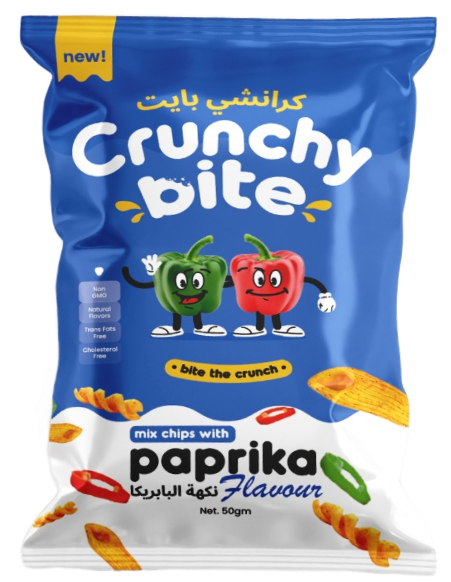 new!
كرانشي بايت
Crunchy
bite
Non
GMO
Natural
Flavors
Trans Fats
Free
Cholesterol
Free
• bite the crunch •
mix chips with
paprika
نكهة البابريكا Flavour
Net. 50gm